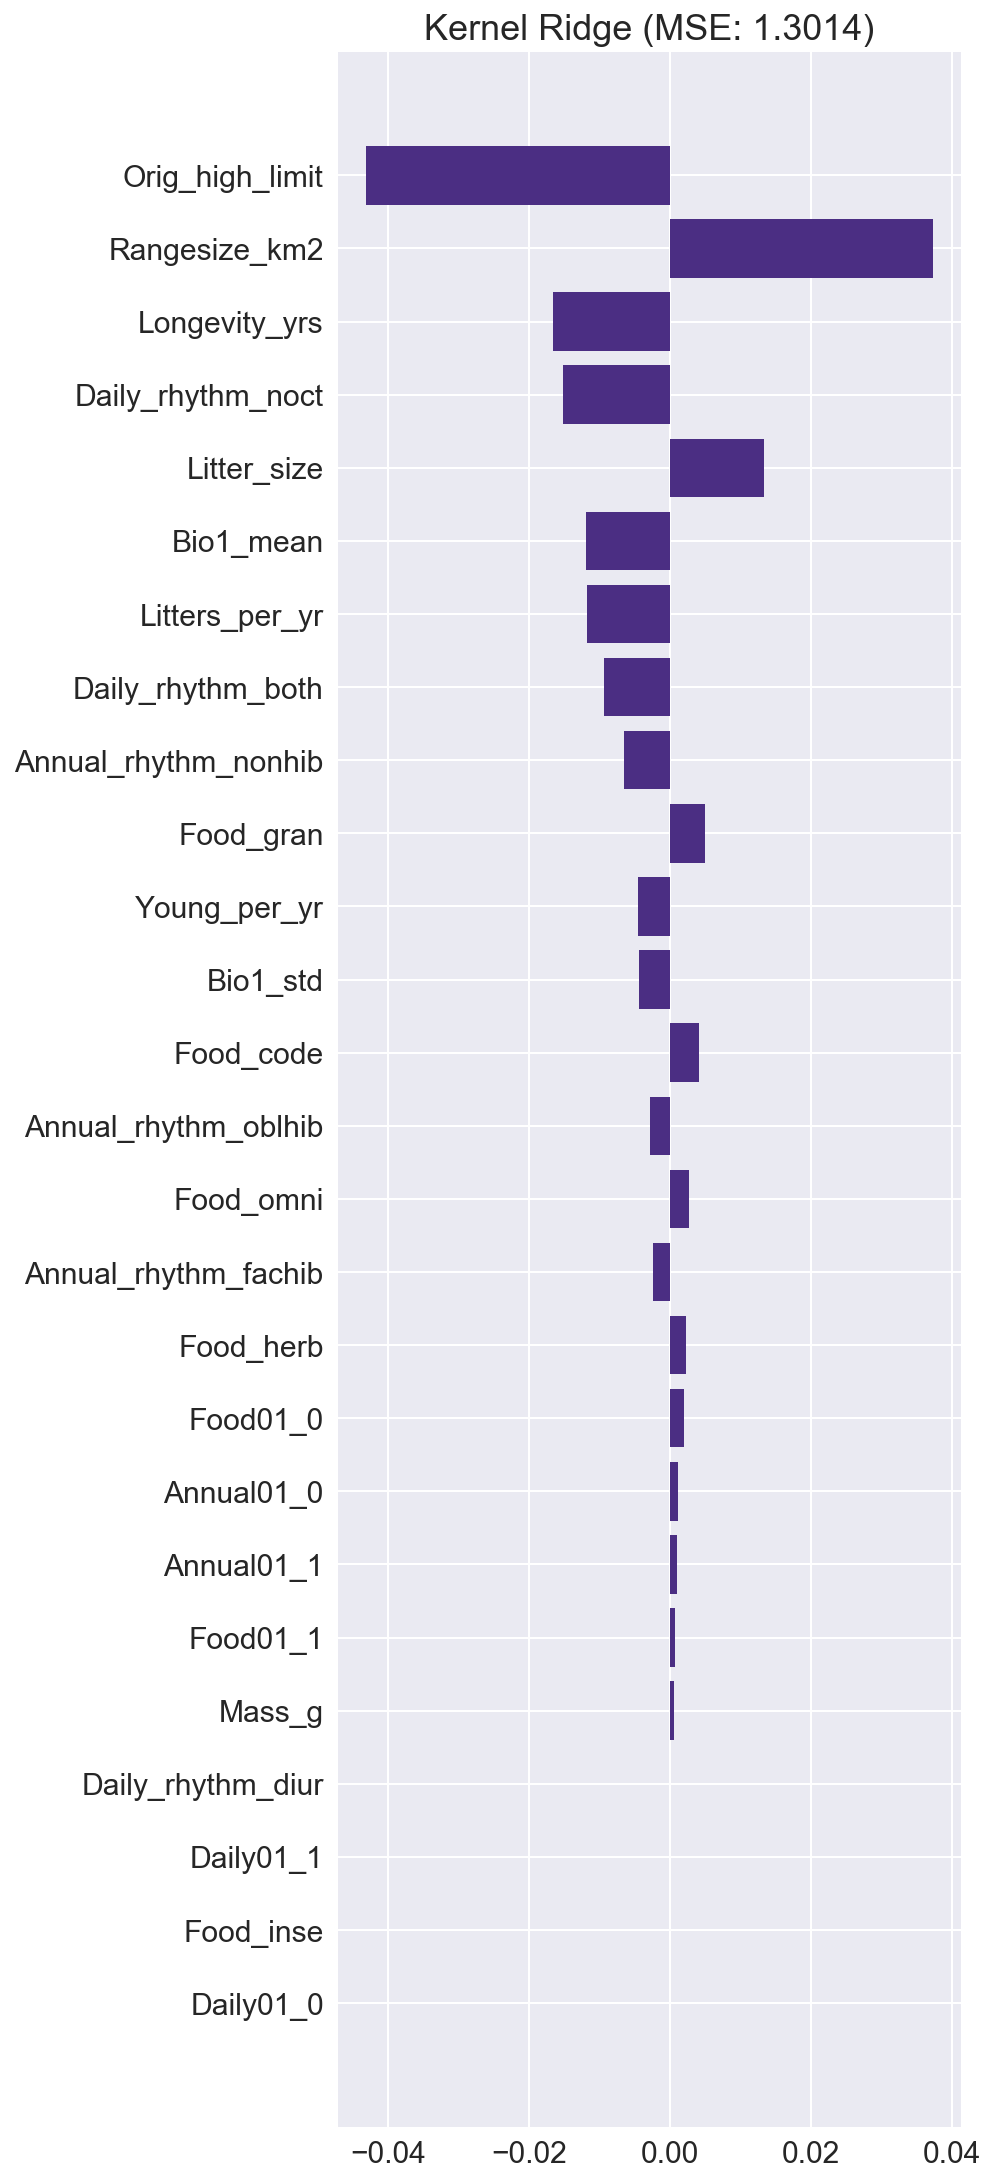 Kernel Ridge (MSE: 1.3014)
Orig_high_limit
Rangesize_km2
Longevity_yrs
Daily_rhythm_noct
Litter_size
Bio1_mean
Litters_per_yr
Daily_rhythm_both
Annual_rhythm_nonhib
Food_gran
Young_per_yr
Bio1_std
Food_code
Annual_rhythm_oblhib
Food_omni
Annual_rhythm_fachib
Food_herb
Food01_0
Annual01_0
Annual01_1
Food01_1
Mass_g
Daily_rhythm_diur
Daily01_1
Food_inse
Daily01_0
−0.04 −0.02 0.00 0.02 0.04